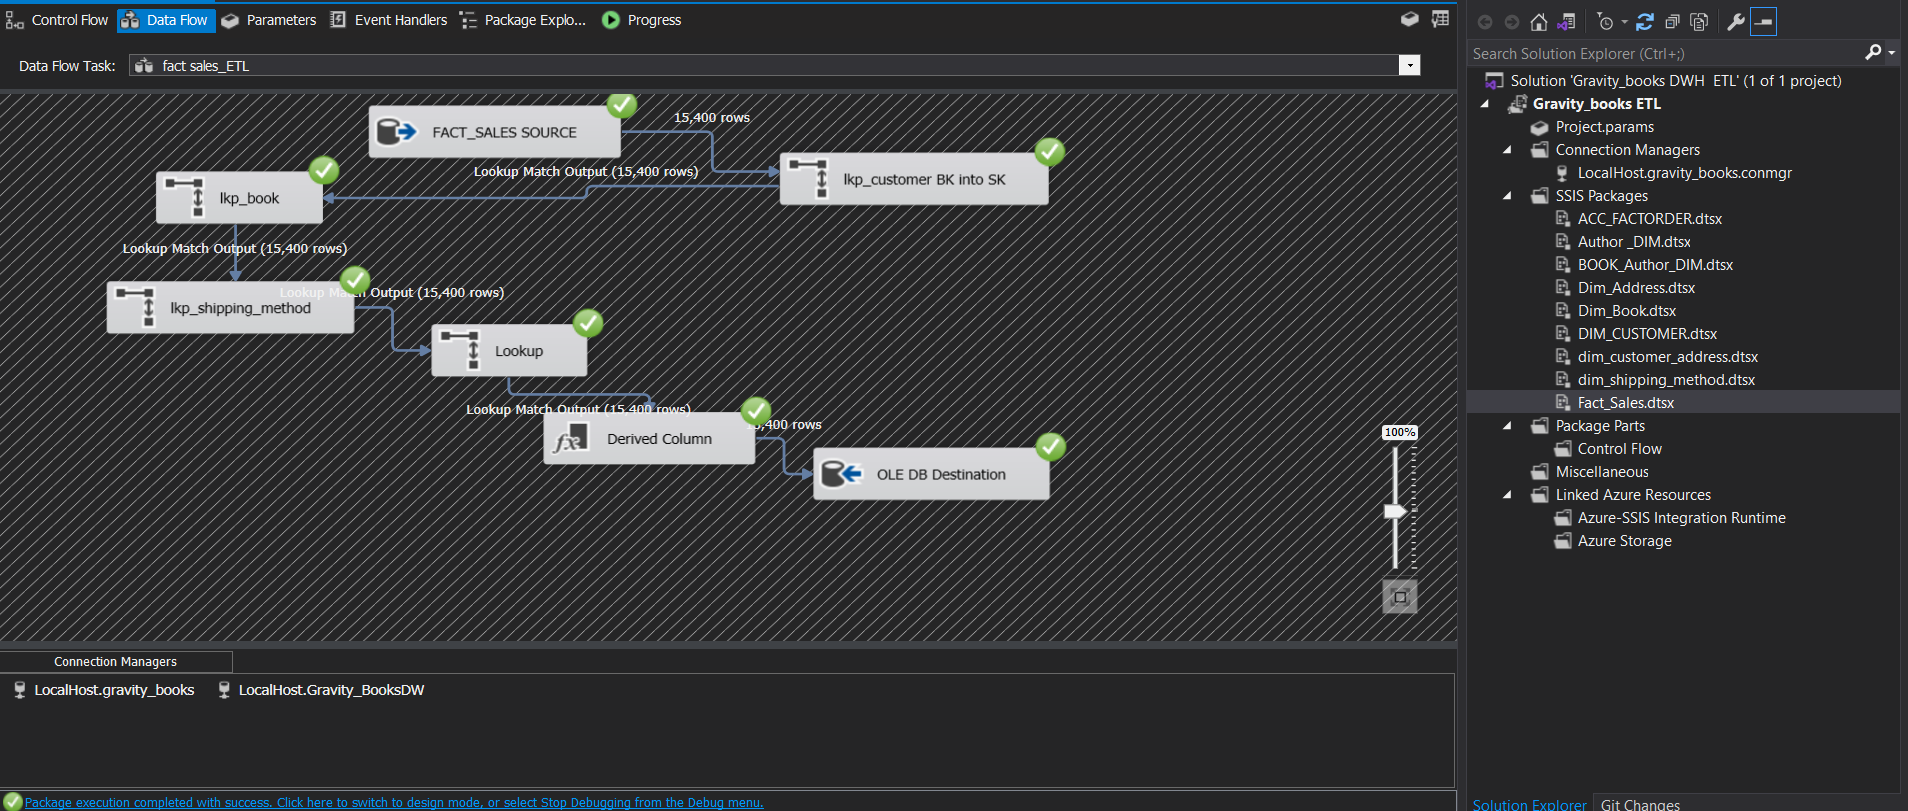 Control Flow
Data Flow
Parameters
Event Handlers
Package Explo...
Progress
Data Flow Task:
fact sales_ETL
FACT_SALES SOURCE
15,400 rows
lkp_customer BK into SK
Lookup Match Output (15,400 rows)
lkp_book
Lookup Match Output (15,400 rows)
lkp_shipping_method
Lookup Match Output (15,400 rows)
Lookup
Lookup Match Output (15,400 rows)
fx
Derived Column
15,400 rows
OLE DB Destination
100%
Connection Managers
LocalHost.gravity_books
LocalHost.Gravity_BooksDW
Package execution completed with success. Click here to switch to design mode, or select Stop Debugging from the Debug menu.
Search Solution Explorer (Ctrl+;)
Solution 'Gravity_books DWH  ETL' (1 of 1 project)
Gravity_books ETL
Project.params
Connection Managers
LocalHost.gravity_books.conmgr
SSIS Packages
ACC_FACTORDER.dtsx
Author _DIM.dtsx
BOOK_Author_DIM.dtsx
Dim_Address.dtsx
Dim_Book.dtsx
DIM_CUSTOMER.dtsx
dim_customer_address.dtsx
dim_shipping_method.dtsx
Fact_Sales.dtsx
Package Parts
Control Flow
Miscellaneous
Linked Azure Resources
Azure-SSIS Integration Runtime
Azure Storage
Solution Explorer
Git Changes